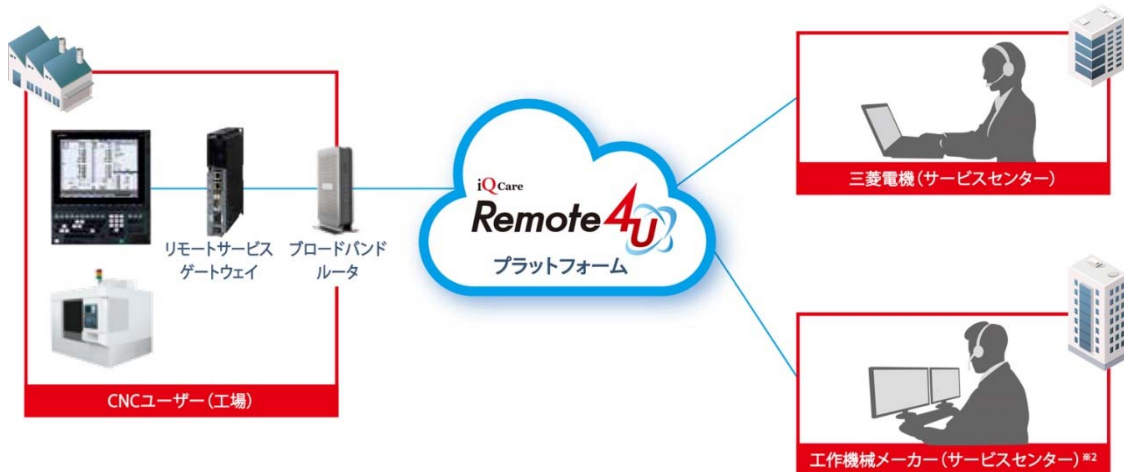 リモートサービス
ゲートウェイ
ブロードバンド
ルータ
CNCユーザー（工場）
iQ Care
Remote 4U
プラットフォーム
三菱電機（サービスセンター）
工作機械メーカー（サービスセンター）※2